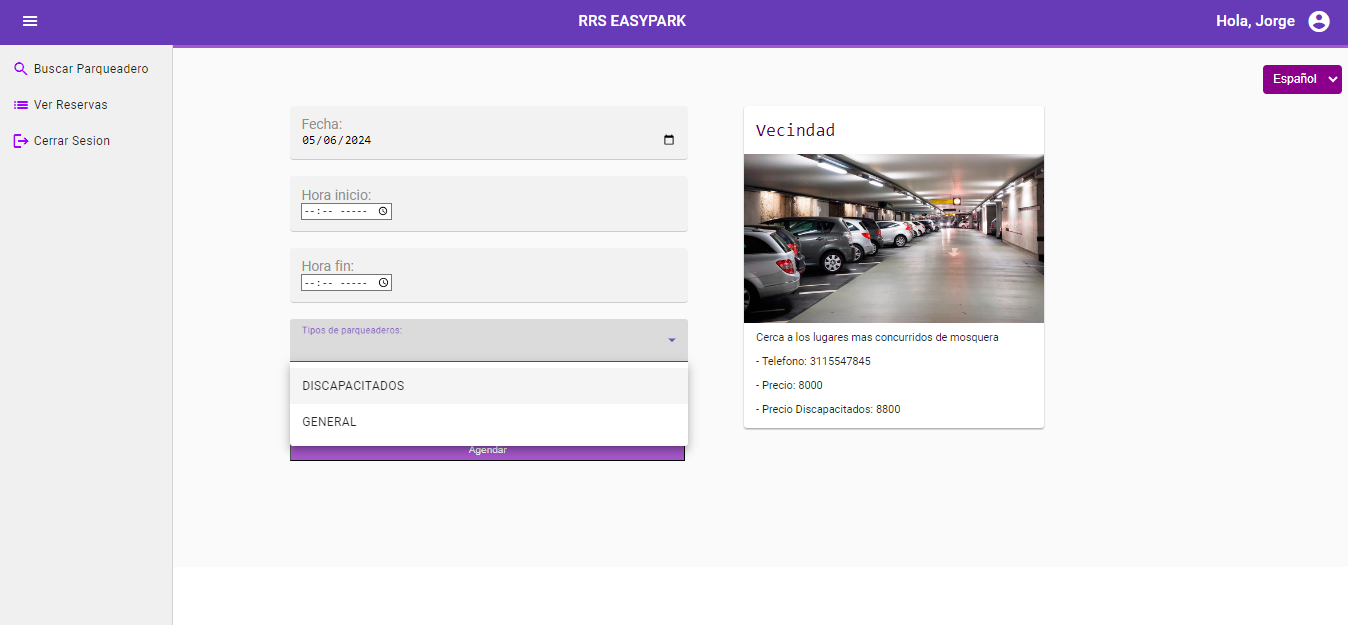 RRS EASYPARK
Hola, Jorge
Buscar Parqueadero
Ver Reservas
Cerrar Sesion
Español
Fecha:
05/06/2024
Hora inicio:
--:-- -----
Hora fin:
--:-- -----
Tipos de parqueaderos:
DISCAPACITADOS
GENERAL
Agendar
Vecindad
Cerca a los lugares mas concurridos de mosquera
- Telefono: 3115547845
- Precio: 8000
- Precio Discapacitados: 8800